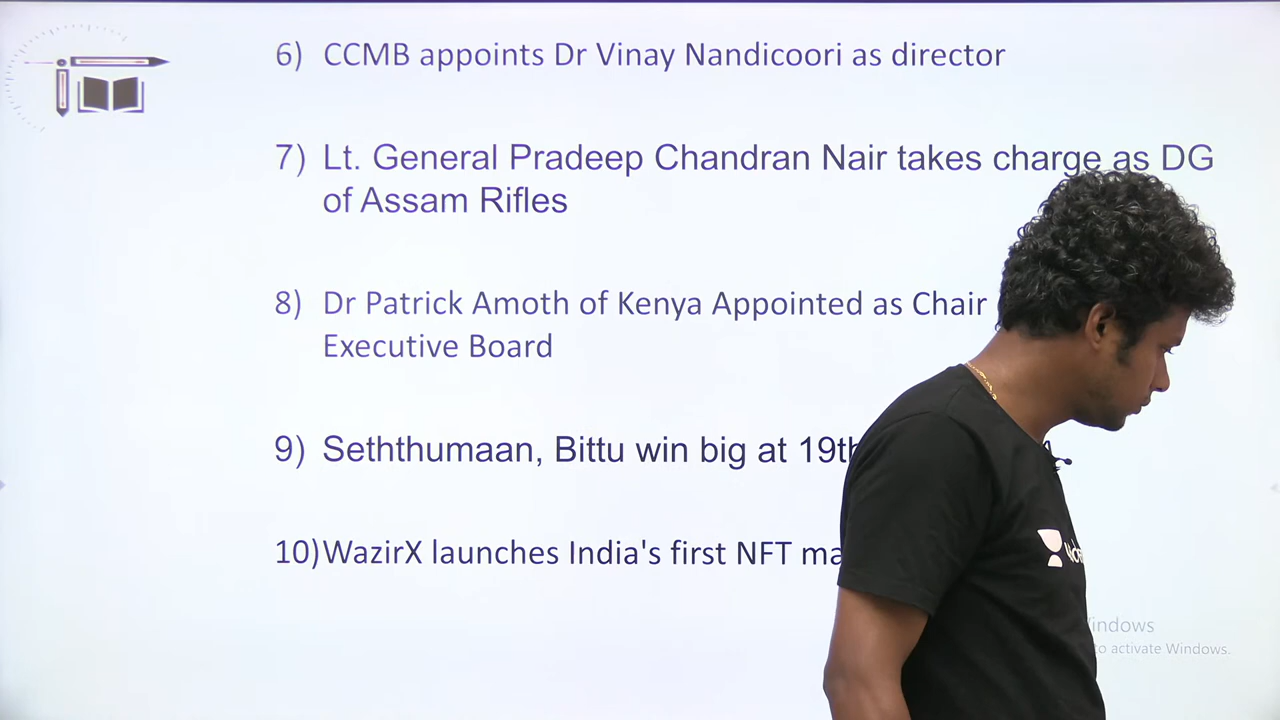 6) CCMB appoints Dr Vinay Nandicoori as director
7) Lt. General Pradeep Chandran Nair takes charge as DG
of Assam Rifles
8) Dr Patrick Amoth of Kenya Appointed as Chair
Executive Board
9) Seththumaan, Bittu win big at 19th
10) WazirX launches India's first NFT
to activate Windows.